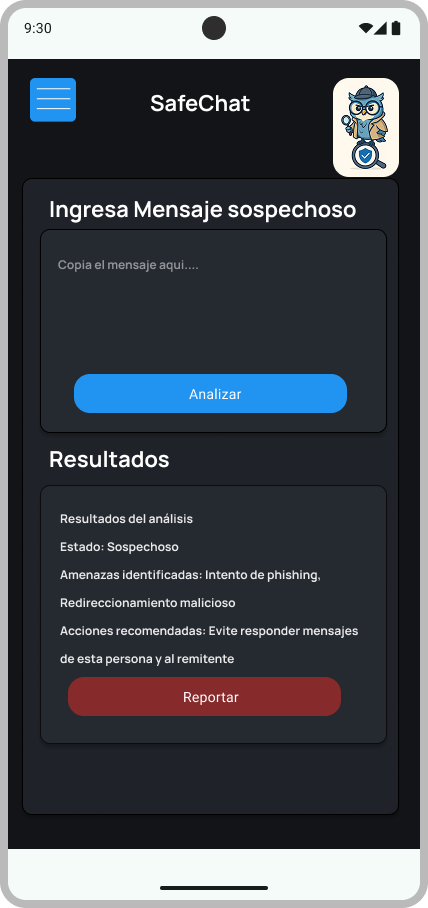 9:30
SafeChat
Ingresa Mensaje sospechoso
Copia el mensaje aqui....
Analizar
Resultados
Resultados del análisis
Estado: Sospechoso
Amenazas identificadas: Intento de phishing,
Redireccionamiento malicioso
Acciones recomendadas: Evite responder mensajes
de esta persona y al remitente
Reportar